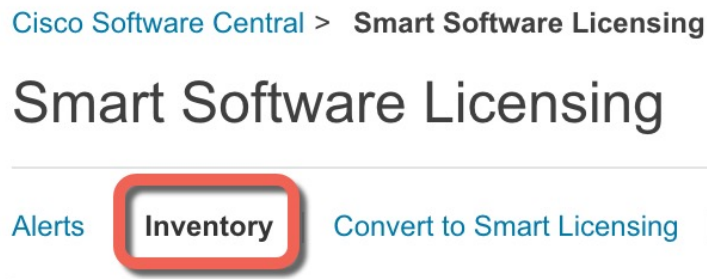 Cisco Software Central > Smart Software Licensing
Smart Software Licensing
Alerts Inventory Convert to Smart Licensing